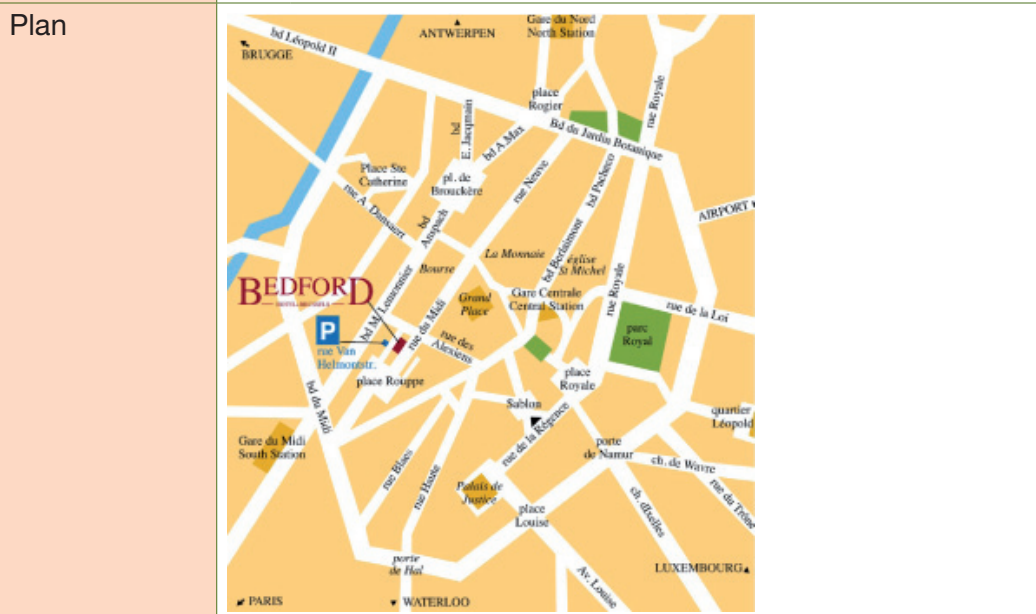 Plan
bd Léopold II
BRUGGE
ANTWERPEN
Gare du Nord
North Station
place
Rogier
rue Royale
Bd du Jardin Botanique
bd
E. Jacqmain
bd A.Max
Place Ste
Catherine
pl. de
Brouckère
rue Neuve
bd Pacheco
rue A. Dansaert
bd
Anspach
AIRPORT
La Monnaie
bd Berlaimont
église
St Michel
Bourse
BEDFORD
bd M. Lemonnier
Grand
Place
Gare Centrale
Central Station
rue Royale
rue de la Loi
rue du Midi
P
rue Van
Helmontstr.
rue des
Alexiens
parc
Royal
place Rouppe
place
Royale
bd du Midi
Sablon
quartier
Léopold
rue de la Régence
Gare du Midi
South Station
porte
de Namur
ch. de Wavre
rue Blaes
rue Haute
Palais de
Justice
rue du Trône
place
Louise
ch. d'Ixelles
porte
de Hal
Av. Louise
LUXEMBOURG
PARIS
WATERLOO